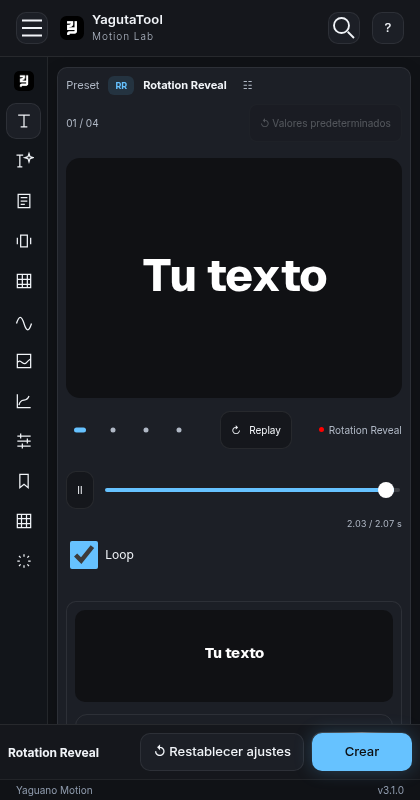 YagutaTool
Motion Lab
?
Preset RR Rotation Reveal
01 / 04
Valores predeterminados
Tu texto
Replay
Rotation Reveal
2.03 / 2.07 s
Loop
Tu texto
Rotation Reveal
Restablecer ajustes
Crear
Yaguano Motion
v3.1.0